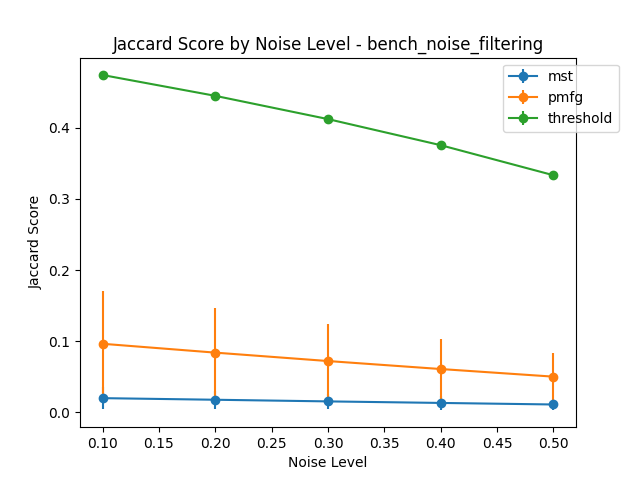 Jaccard Score by Noise Level - bench_noise_filtering
mst
pmfg
threshold
Jaccard Score
0.4
0.3
0.2
0.1
0.0
0.10 0.15 0.20 0.25 0.30 0.35 0.40 0.45 0.50
Noise Level